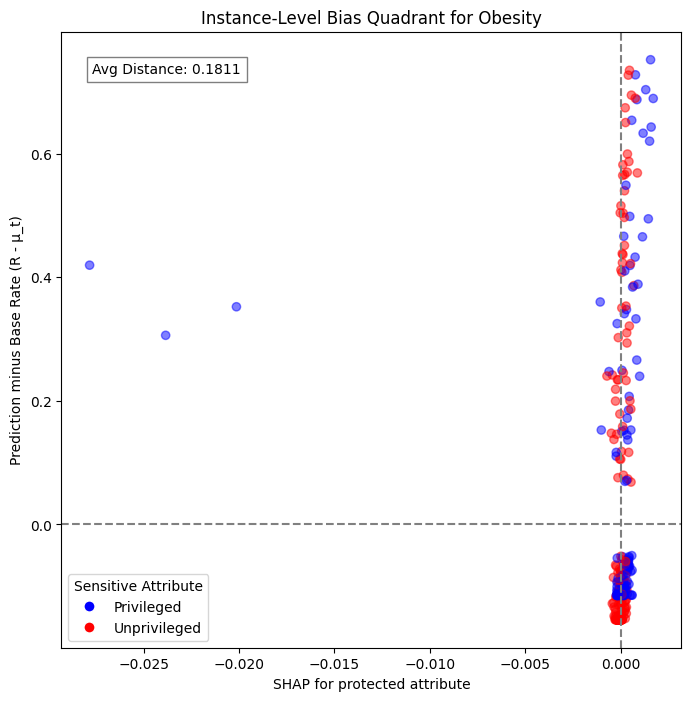 Instance-Level Bias Quadrant for Obesity
Avg Distance: 0.1811
Prediction minus Base Rate (R - μ_t)
0.6
0.4
0.2
0.0
Sensitive Attribute
Privileged
Unprivileged
−0.025
−0.020
−0.015
−0.010
−0.005
0.000
SHAP for protected attribute